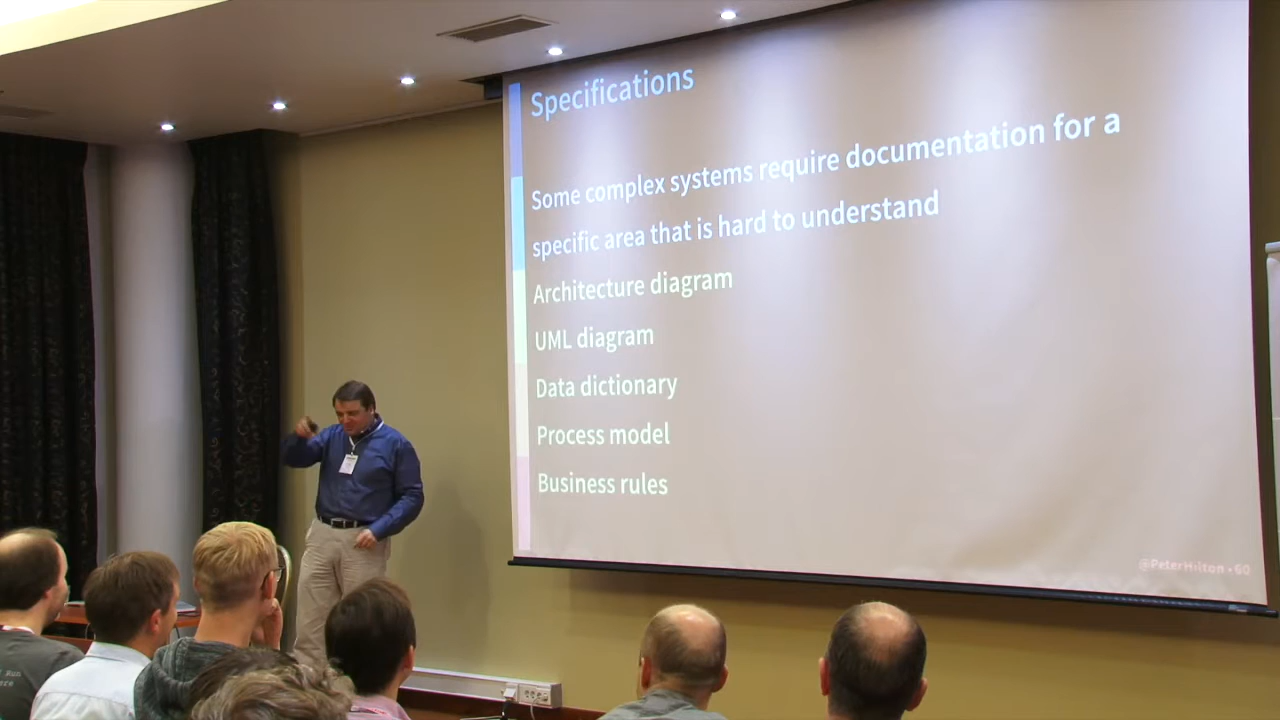 Specifications
Some complex systems require documentation for a
specific area that is hard to understand
Architecture diagram
UML diagram
Data dictionary
Process model
Business rules
@PeterHilton • 60
Run